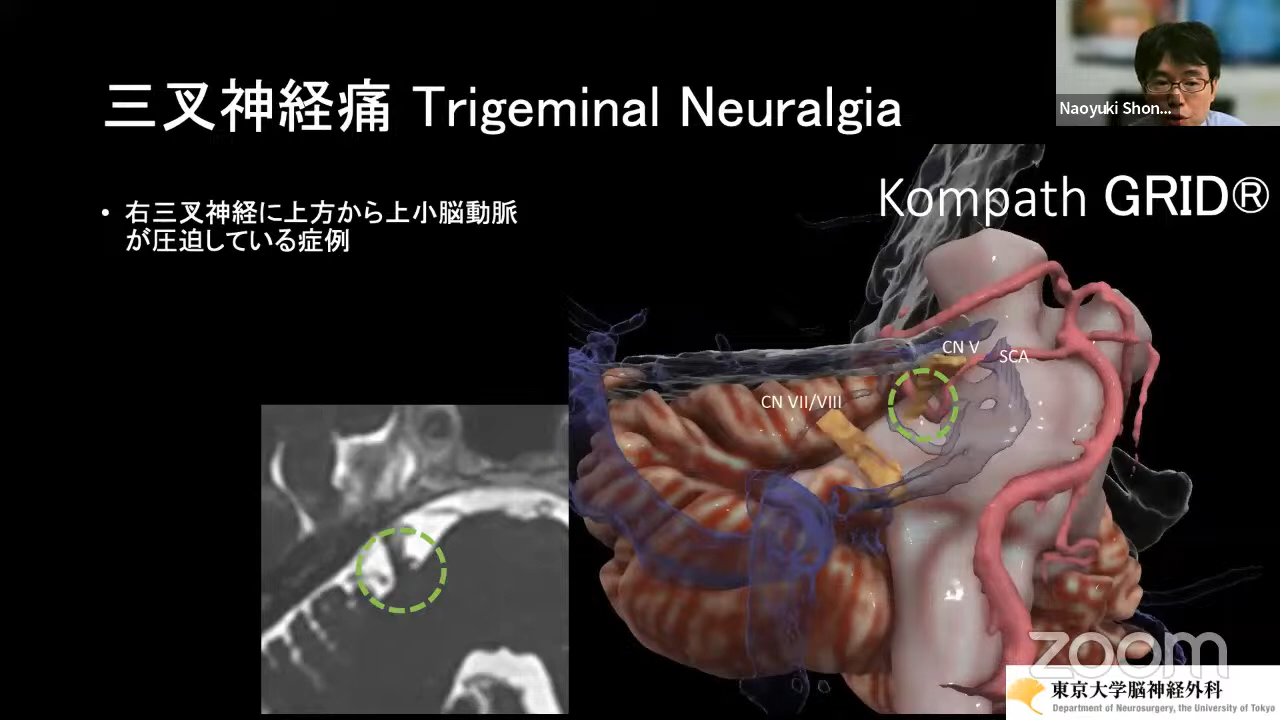 三叉神経痛 Trigeminal Neuralgia
Naoyuki Shon...
Kompath GRID®
• 右三叉神経に上方から上小脳動脈
が圧迫している症例
CN V
SCA
CN VII/VIII
zoom
東京大学脳神経外科
Department of Neurosurgery, the University of Tokyo